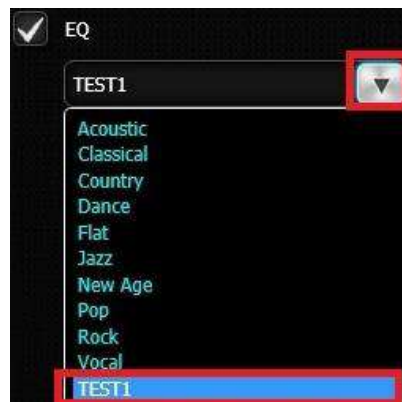 EQ
TEST1
Acoustic
Classical
Country
Dance
Flat
Jazz
New Age
Pop
Rock
Vocal
TEST1